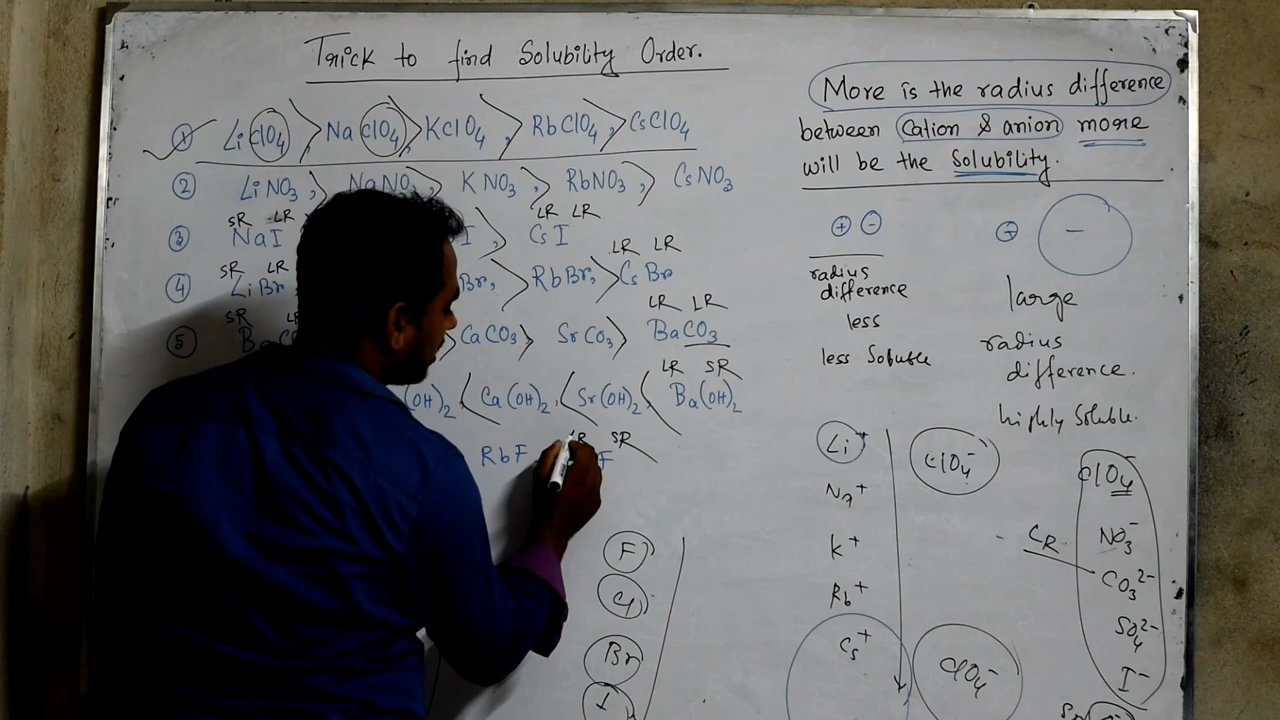 Trick to find Solubility Order.
① LiClO4 > NaClO4 > KClO4, > RbClO4, > CsClO4
② LiNO3, > NaNO > KNO3, > RbNO3, > CsNO3
SR LR LR LR
③ NaI I, > CsI
SR LR LR LR
④ LiBr Br, > RbBr, > CsBr
SR LR LR
⑤ > CaCO3, > SrCO3 > BaCO3
LR SR
(OH)2 < Ca(OH)2, < Sr(OH)2, < Ba(OH)2
SR
RbF F
F
Cl
Br
I
More is the radius difference
between Cation & anion more
will be the Solubility.
+ - + -
radius
difference
less
less Soluble
large
radius
difference.
highly Soluble.
Li+
Na+
K+
Rb+
Cs+
ClO4-
ClO4-
CR
ClO4-
NO3-
CO3 2-
SO4 2-
I-